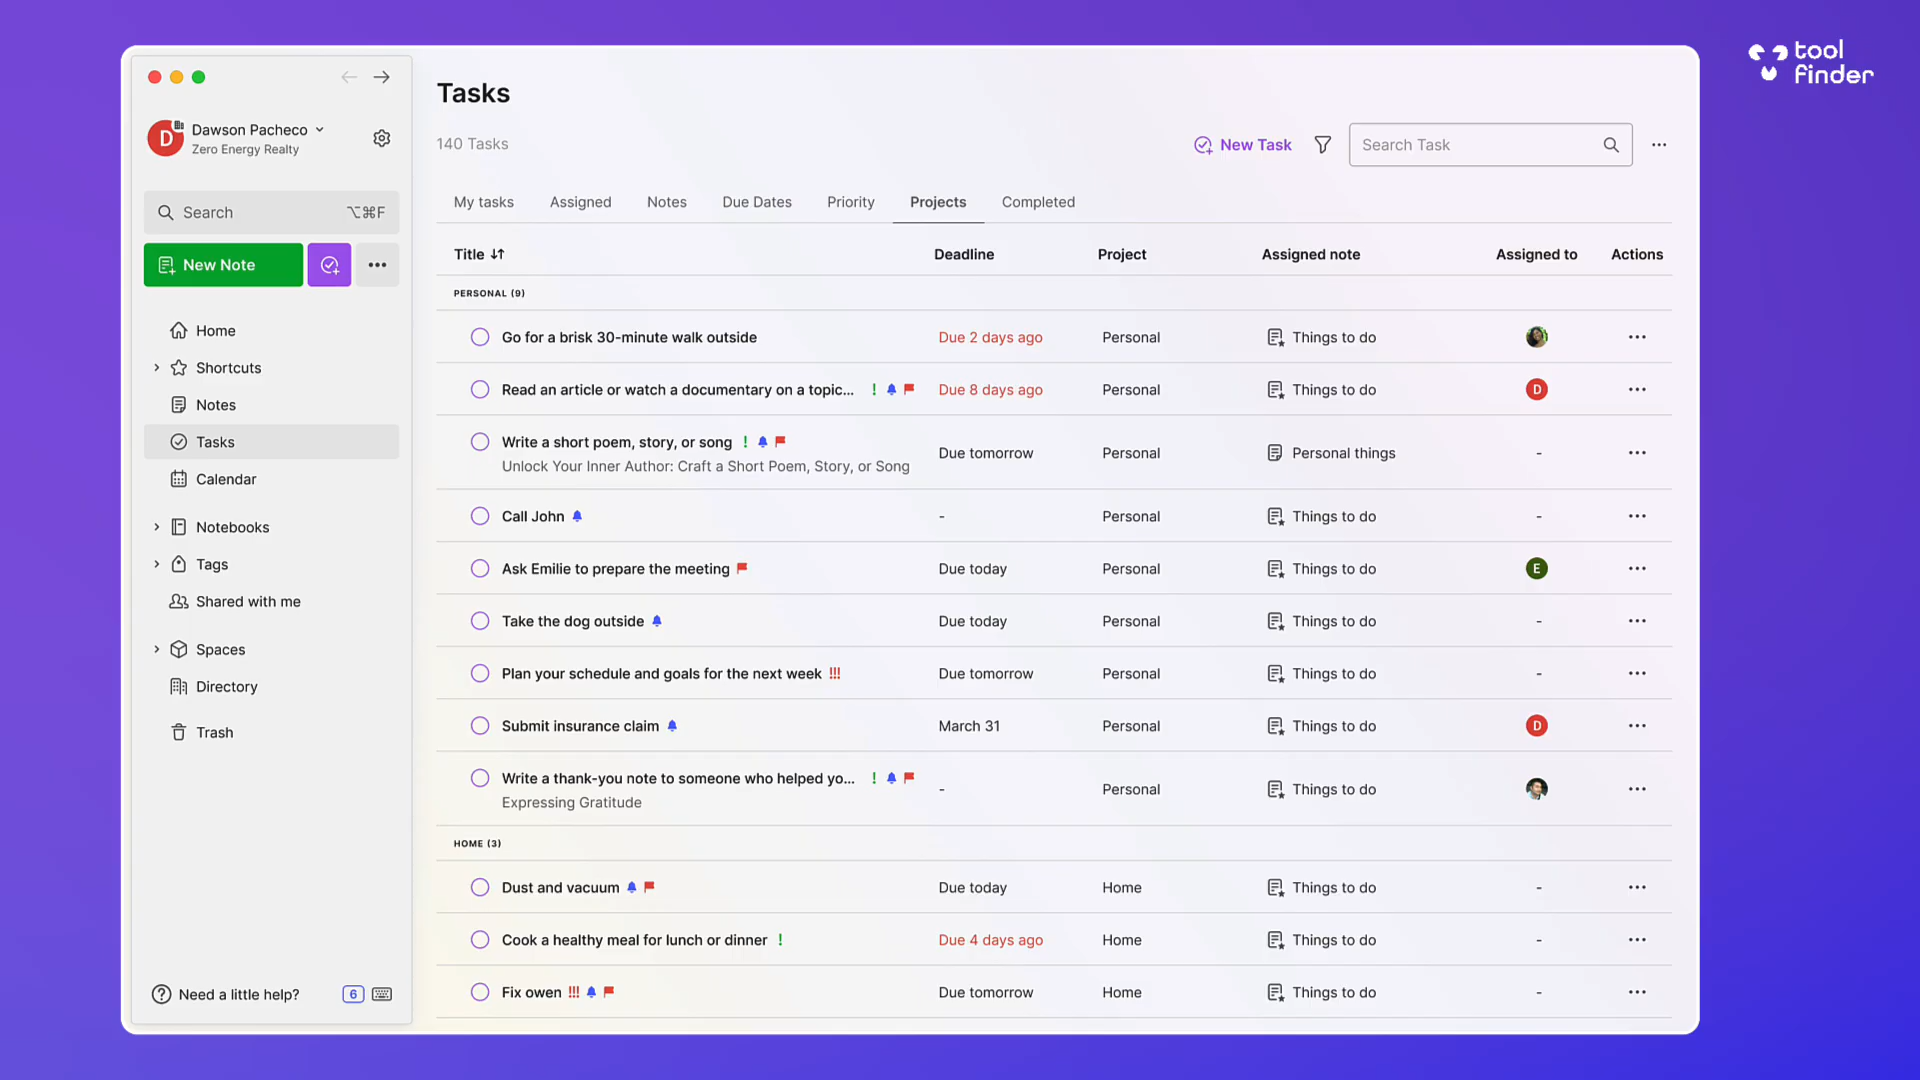 tool
finder
Dawson Pacheco
Zero Energy Realty
D
Search ⌥⌘F
New Note
Home
Shortcuts
Notes
Tasks
Calendar
Notebooks
Tags
Shared with me
Spaces
Directory
Trash
Need a little help? 6
Tasks
140 Tasks
New Task
Search Task
My tasks Assigned Notes Due Dates Priority Projects Completed
Title Deadline Project Assigned note Assigned to Actions
PERSONAL (9)
Go for a brisk 30-minute walk outside Due 2 days ago Personal Things to do
Read an article or watch a documentary on a topic... ! Due 8 days ago Personal Things to do D
Write a short poem, story, or song ! Due tomorrow Personal Personal things -
Unlock Your Inner Author: Craft a Short Poem, Story, or Song
Call John - Personal Things to do -
Ask Emilie to prepare the meeting Due today Personal Things to do E
Take the dog outside Due today Personal Things to do -
Plan your schedule and goals for the next week !!! Due tomorrow Personal Things to do -
Submit insurance claim March 31 Personal Things to do D
Write a thank-you note to someone who helped yo... ! - Personal Things to do
Expressing Gratitude
HOME (3)
Dust and vacuum Due today Home Things to do -
Cook a healthy meal for lunch or dinner ! Due 4 days ago Home Things to do -
Fix owen !!! Due tomorrow Home Things to do -